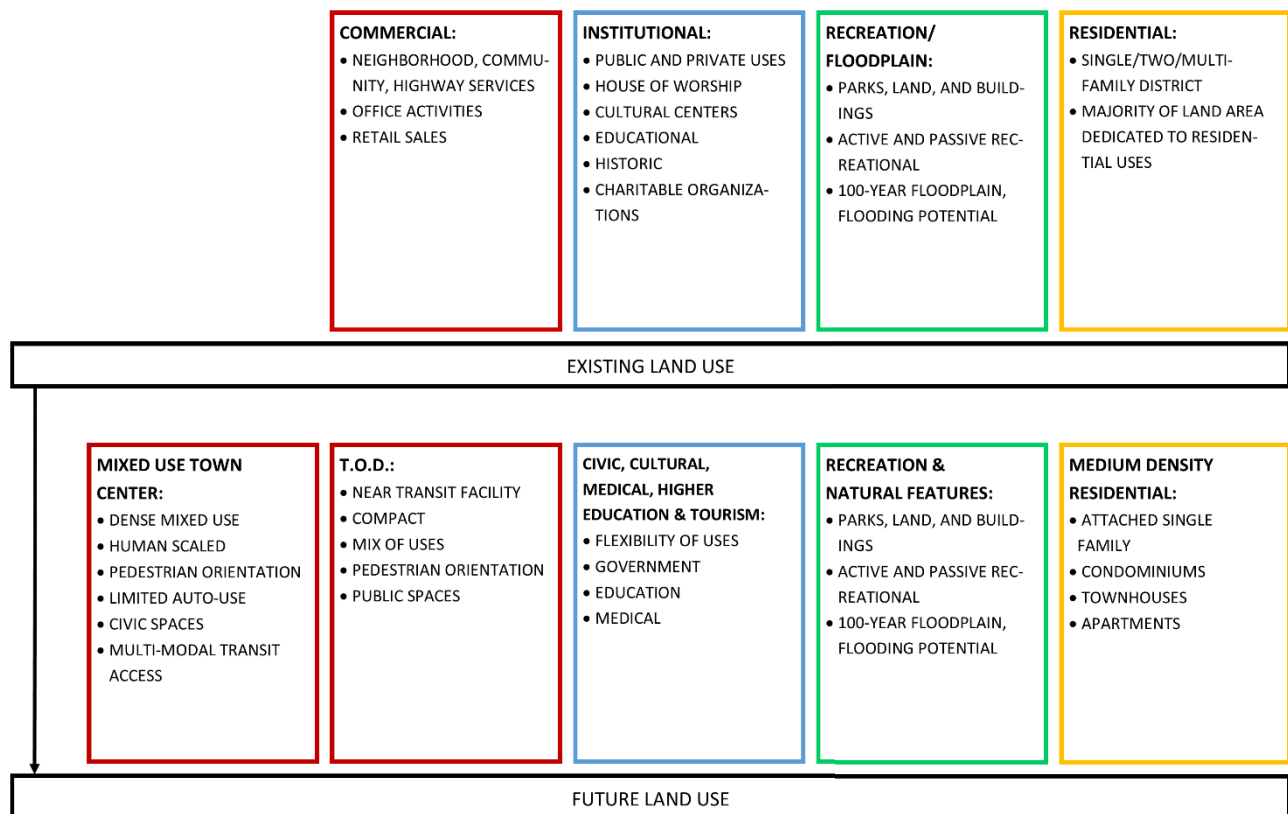 COMMERCIAL:
• NEIGHBORHOOD, COMMU-
NITY, HIGHWAY SERVICES
• OFFICE ACTIVITIES
• RETAIL SALES
INSTITUTIONAL:
• PUBLIC AND PRIVATE USES
• HOUSE OF WORSHIP
• CULTURAL CENTERS
• EDUCATIONAL
• HISTORIC
• CHARITABLE ORGANIZA-
TIONS
RECREATION/
FLOODPLAIN:
• PARKS, LAND, AND BUILD-
INGS
• ACTIVE AND PASSIVE REC-
REATIONAL
• 100-YEAR FLOODPLAIN,
FLOODING POTENTIAL
RESIDENTIAL:
• SINGLE/TWO/MULTI-
FAMILY DISTRICT
• MAJORITY OF LAND AREA
DEDICATED TO RESIDEN-
TIAL USES
EXISTING LAND USE
MIXED USE TOWN
CENTER:
• DENSE MIXED USE
• HUMAN SCALED
• PEDESTRIAN ORIENTATION
• LIMITED AUTO-USE
• CIVIC SPACES
• MULTI-MODAL TRANSIT
ACCESS
T.O.D.:
• NEAR TRANSIT FACILITY
• COMPACT
• MIX OF USES
• PEDESTRIAN ORIENTATION
• PUBLIC SPACES
CIVIC, CULTURAL,
MEDICAL, HIGHER
EDUCATION & TOURISM:
• FLEXIBILITY OF USES
• GOVERNMENT
• EDUCATION
• MEDICAL
RECREATION &
NATURAL FEATURES:
• PARKS, LAND, AND BUILD-
INGS
• ACTIVE AND PASSIVE REC-
REATIONAL
• 100-YEAR FLOODPLAIN,
FLOODING POTENTIAL
MEDIUM DENSITY
RESIDENTIAL:
• ATTACHED SINGLE
FAMILY
• CONDOMINIUMS
• TOWNHOUSES
• APARTMENTS
FUTURE LAND USE